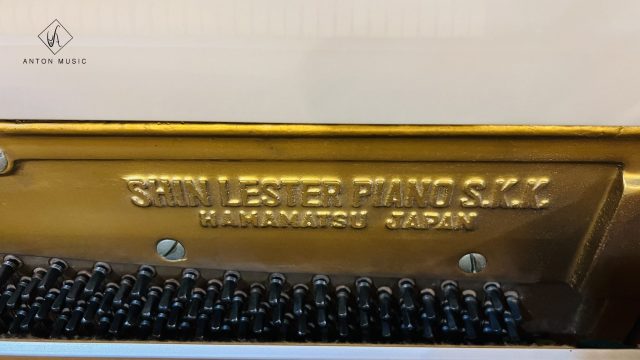 ANTON MUSIC
SHIN LESTER PIANO S.K.K.
HAMAMATSU JAPAN